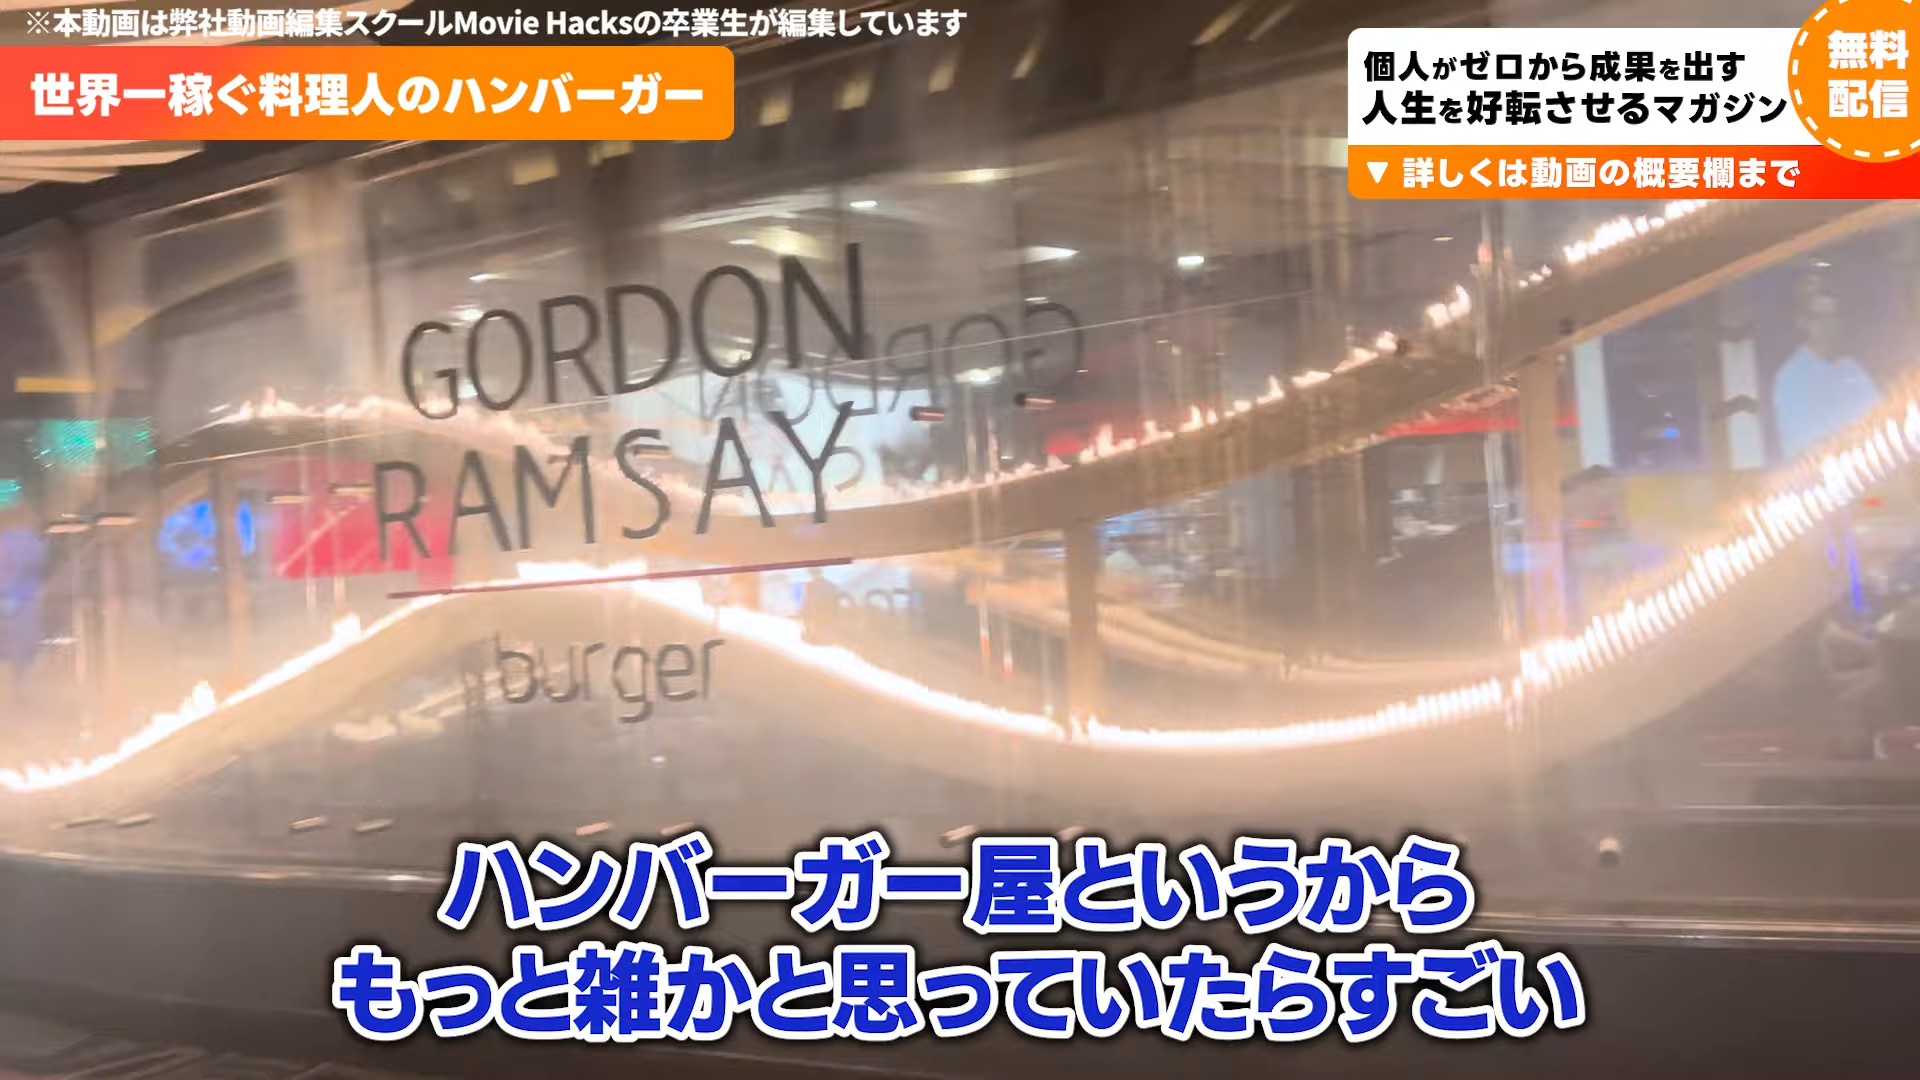 ※本動画は弊社動画編集スクールMovie Hacksの卒業生が編集しています
世界一稼ぐ料理人のハンバーガー
個人がゼロから成果を出す
人生を好転させるマガジン
無料
配信
▼ 詳しくは動画の概要欄まで
GORDON
RAMSAY
burger
ハンバーガー屋というから
もっと雑かと思っていたらすごい